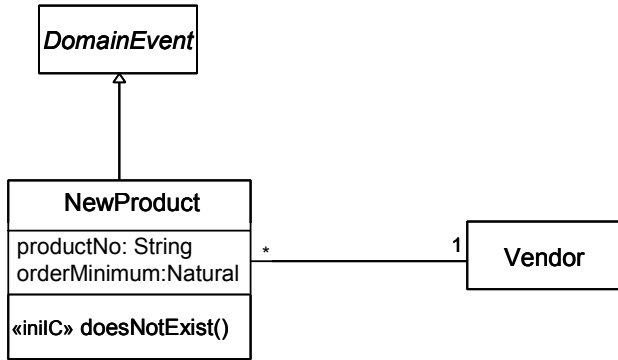 DomainEvent
NewProduct
productNo: String
orderMinimum:Natural
* 1
Vendor
«iniIC» doesNotExist()